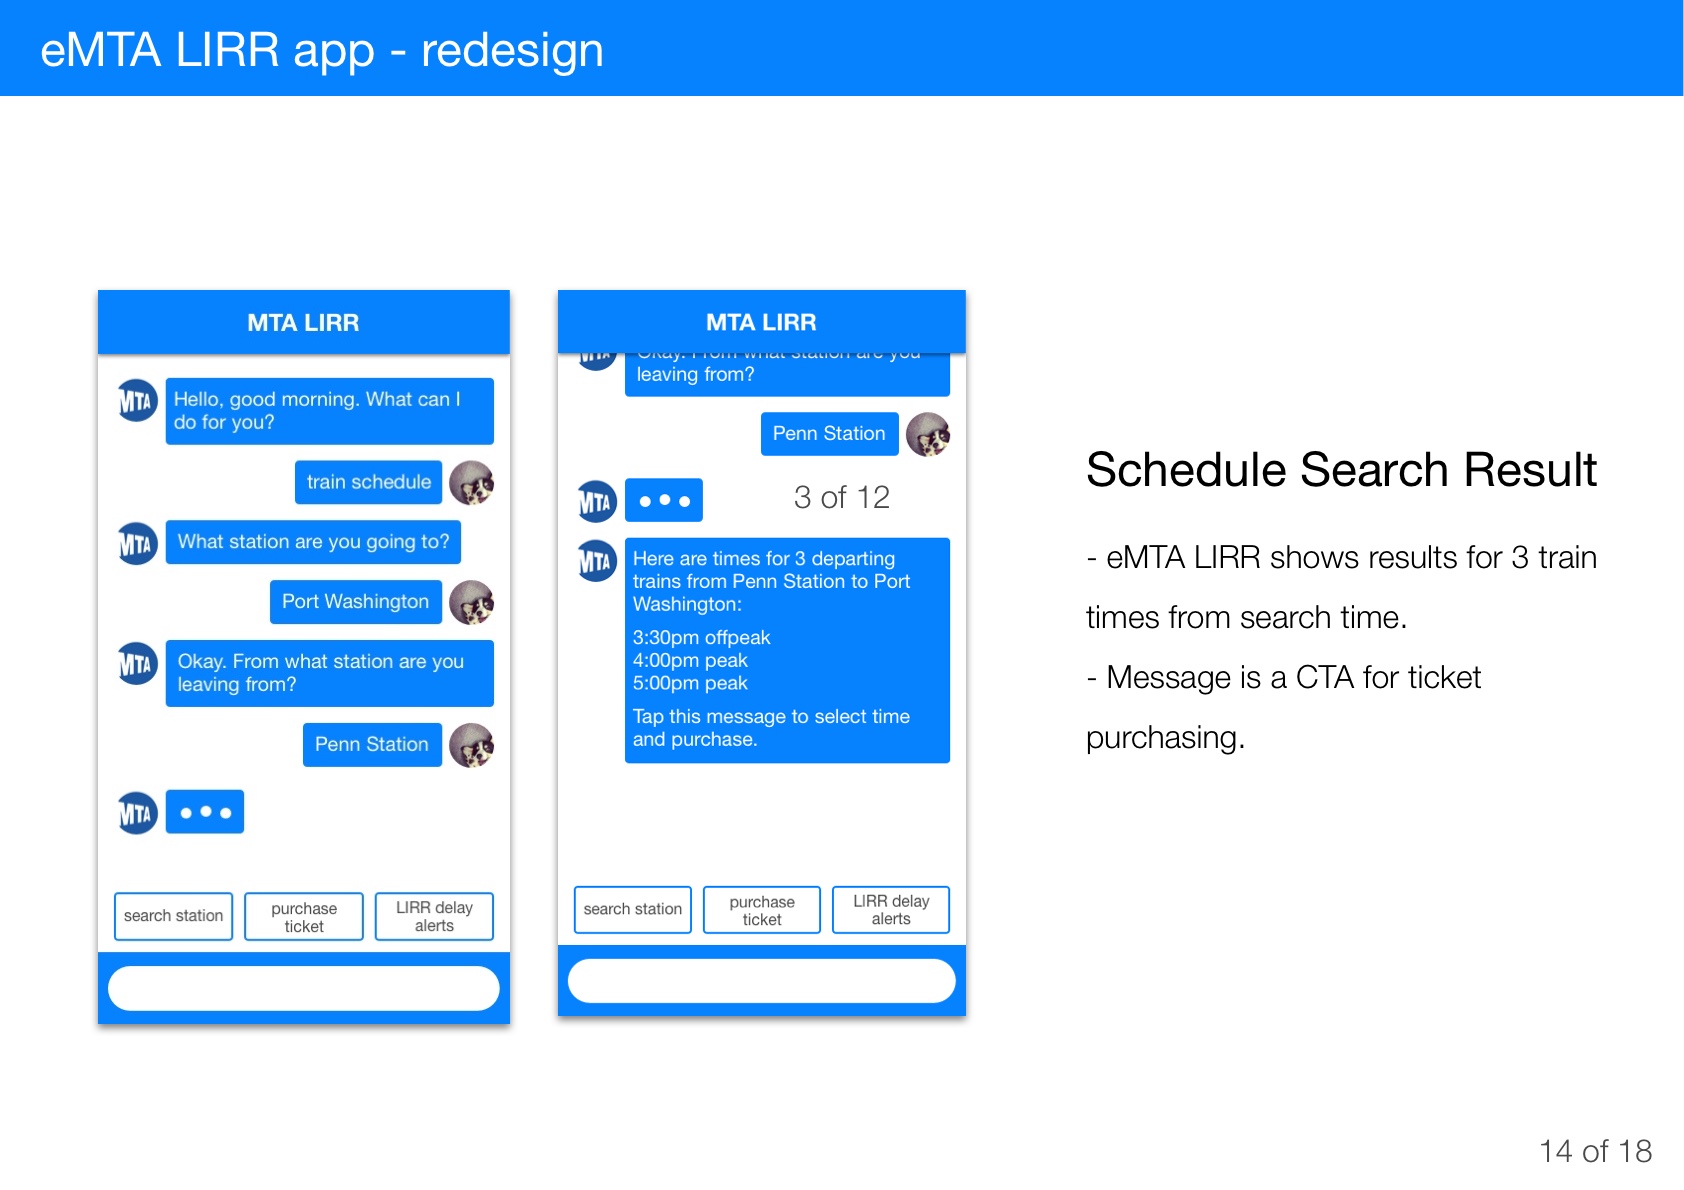 eMTA LIRR app - redesign
MTA LIRR
MTA
Hello, good morning. What can I
do for you?
train schedule
MTA
What station are you going to?
Port Washington
MTA
Okay. From what station are you
leaving from?
Penn Station
MTA
search station
purchase
ticket
LIRR delay
alerts
MTA LIRR
MTA
Okay. From what station are you
leaving from?
Penn Station
MTA
3 of 12
MTA
Here are times for 3 departing
trains from Penn Station to Port
Washington:
3:30pm offpeak
4:00pm peak
5:00pm peak
Tap this message to select time
and purchase.
search station
purchase
ticket
LIRR delay
alerts
Schedule Search Result
- eMTA LIRR shows results for 3 train
times from search time.
- Message is a CTA for ticket
purchasing.
14 of 18